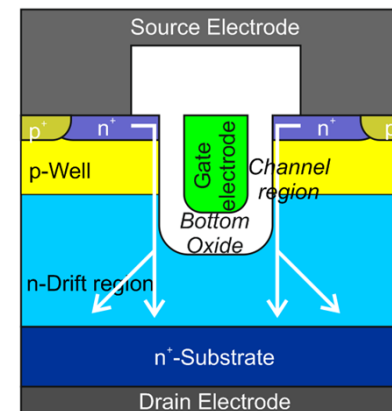 Source Electrode
p⁺
n⁺
n⁺
p
p-Well
Gate
electrode
Channel
region
Bottom
Oxide
n-Drift region
n⁺-Substrate
Drain Electrode